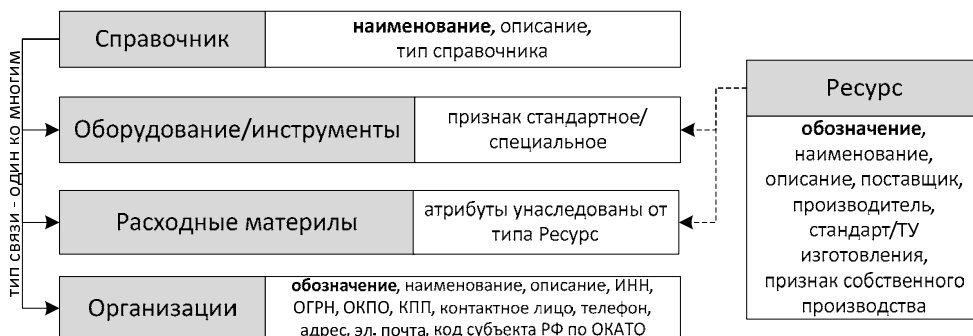 тип связи - один ко многим
Справочник
наименование, описание,
тип справочника
Оборудование/инструменты
признак стандартное/
специальное
Расходные материлы
атрибуты унаследованы от
типа Ресурс
Организации
обозначение, наименование, описание, ИНН,
ОГРН, ОКПО, КПП, контактное лицо, телефон,
адрес, эл. почта, код субъекта РФ по ОКАТО
Ресурс
обозначение,
наименование,
описание, поставщик,
производитель,
стандарт/ТУ
изготовления,
признак собственного
производства